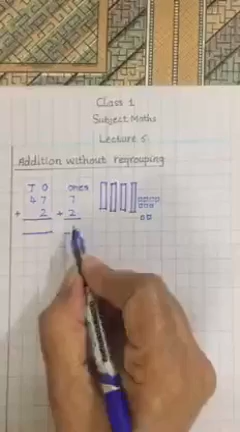 Class 1
Subject Maths
Lecture 5
Addition without regrouping
T O ones
4 7 7
+ 2 + 2